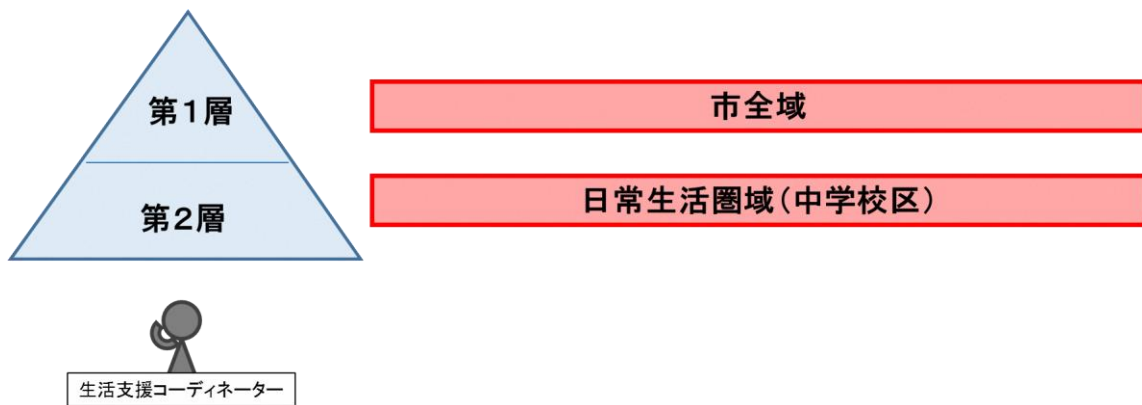 第1層
市全域
第2層
日常生活圏域(中学校区)
生活支援コーディネーター